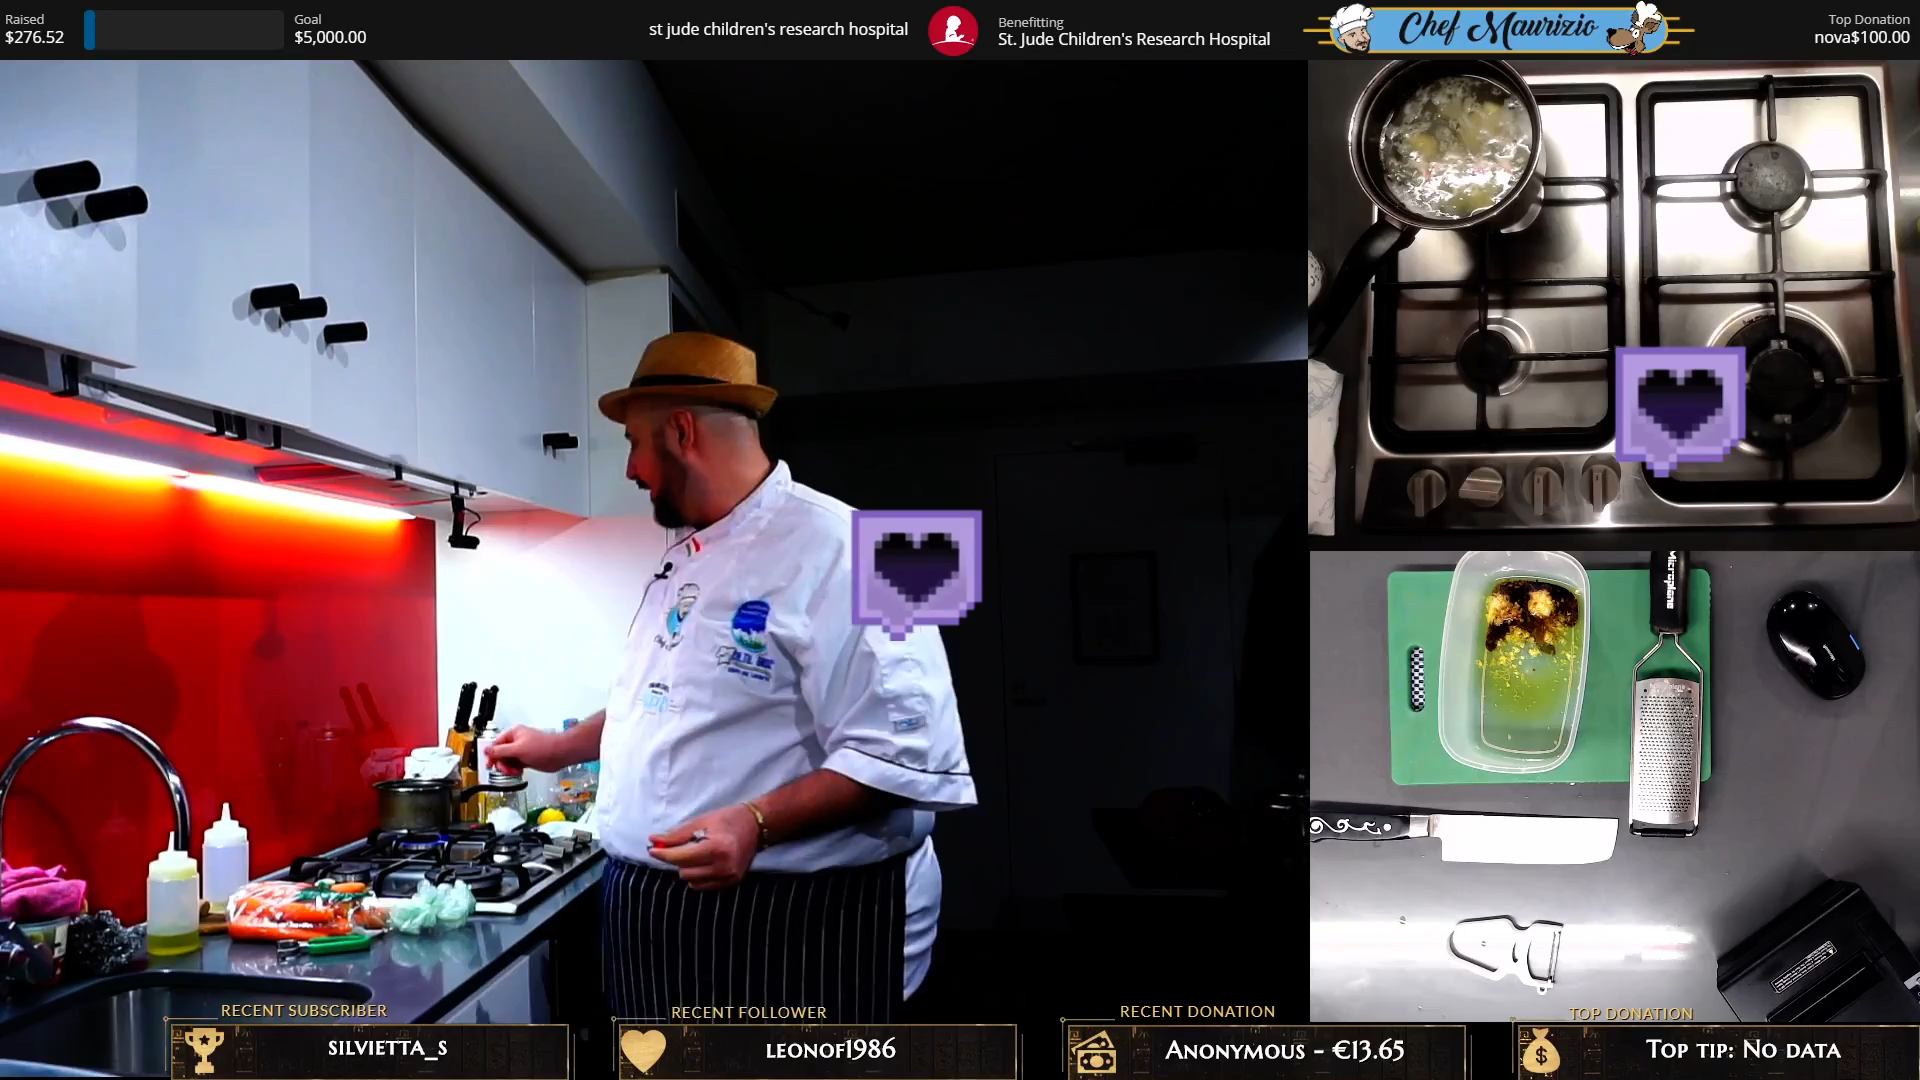 Raised
$276.52
Goal
$5,000.00
st jude children's research hospital
Benefitting
St. Jude Children's Research Hospital
Chef Maurizio
Top Donation
nova$100.00
Microplane
Microsoft
RECENT SUBSCRIBER
SILVIETTA_S
RECENT FOLLOWER
LEONOF1986
RECENT DONATION
ANONYMOUS - €13.65
TOP DONATION
TOP TIP: NO DATA